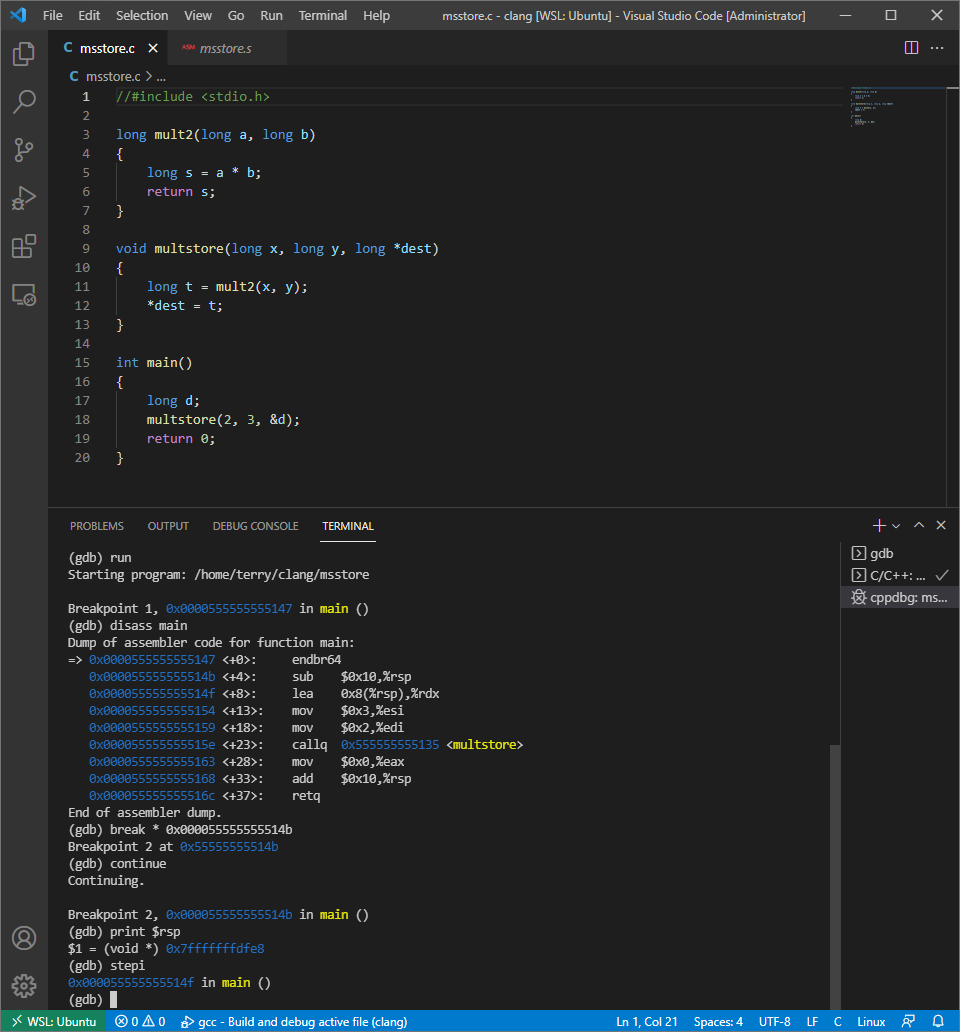 File Edit Selection View Go Run Terminal Help msstore.c - clang [WSL: Ubuntu] - Visual Studio Code [Administrator]
C msstore.c ASM msstore.s
C msstore.c > ...
1 //#include <stdio.h>
2
3 long mult2(long a, long b)
4 {
5     long s = a * b;
6     return s;
7 }
8
9 void multstore(long x, long y, long *dest)
10 {
11     long t = mult2(x, y);
12     *dest = t;
13 }
14
15 int main()
16 {
17     long d;
18     multstore(2, 3, &d);
19     return 0;
20 }
PROBLEMS OUTPUT DEBUG CONSOLE TERMINAL
gdb
C/C++: ...
cppdbg: ms...
(gdb) run
Starting program: /home/terry/clang/msstore
Breakpoint 1, 0x0000555555555147 in main ()
(gdb) disass main
Dump of assembler code for function main:
=> 0x0000555555555147 <+0>: endbr64
0x000055555555514b <+4>: sub $0x10,%rsp
0x000055555555514f <+8>: lea 0x8(%rsp),%rdx
0x0000555555555154 <+13>: mov $0x3,%esi
0x0000555555555159 <+18>: mov $0x2,%edi
0x000055555555515e <+23>: callq 0x555555555135 <multstore>
0x0000555555555163 <+28>: mov $0x0,%eax
0x0000555555555168 <+33>: add $0x10,%rsp
0x000055555555516c <+37>: retq
End of assembler dump.
(gdb) break * 0x000055555555514b
Breakpoint 2 at 0x55555555514b
(gdb) continue
Continuing.
Breakpoint 2, 0x000055555555514b in main ()
(gdb) print $rsp
$1 = (void *) 0x7fffffffdfe8
(gdb) stepi
0x000055555555514f in main ()
(gdb)
WSL: Ubuntu 0 0 gcc - Build and debug active file (clang) Ln 1, Col 21 Spaces: 4 UTF-8 LF C Linux